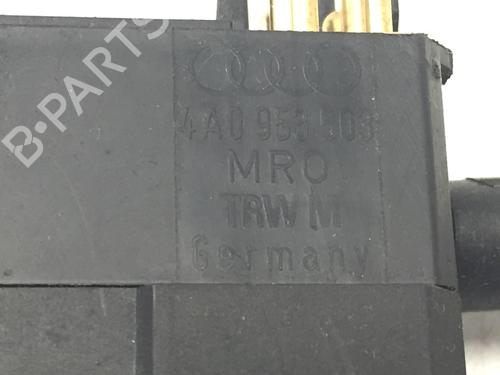 4A0 953 503
MRO
TRW M
Germany
B-PARTS